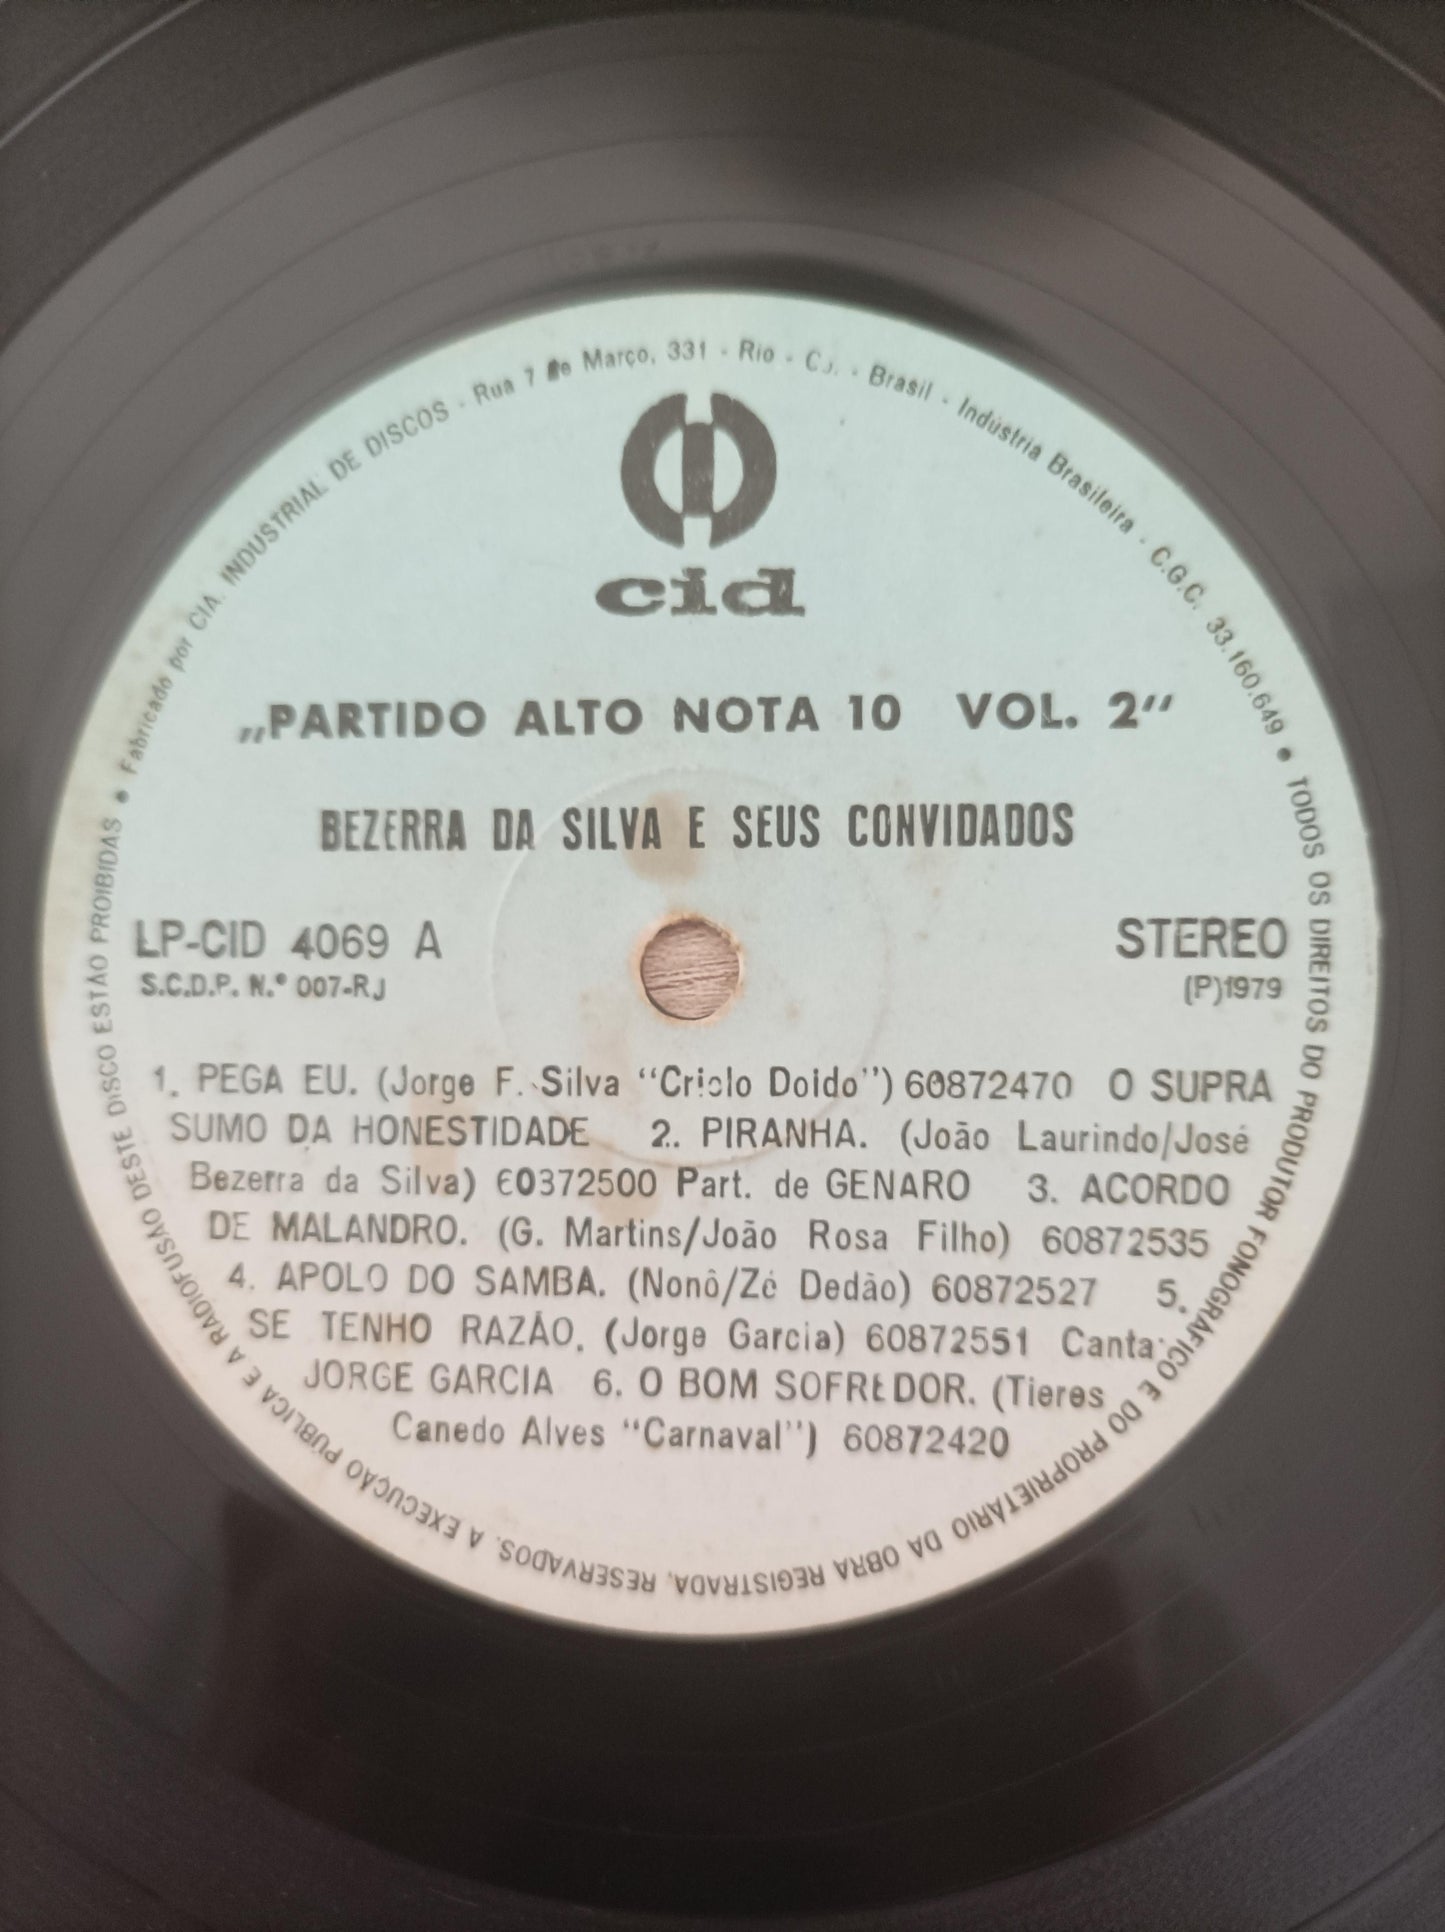 Fabricado por CIA. INDUSTRIAL DE DISCOS - Rua 7 de Março, 331 - Rio - - Brasil - Indústria Brasileira - C.G.C. 33.160.649 •
TODOS OS DIREITOS DO PRODUTOR FONOGRÁFICO E DO PROPRIETÁRIO DA OBRA REGISTRADA, RESERVADOS. A EXECUÇÃO PUBLICA E A RADIOFUSÃO DESTE DISCO ESTÃO PROIBIDAS •
cid
„PARTIDO ALTO NOTA 10 VOL. 2"
BEZERRA DA SILVA E SEUS CONVIDADOS
LP-CID 4069 A
STEREO
S.C.D.P. N.º 007-RJ
(P)1979
1. PEGA EU. (Jorge F. Silva "Criolo Doido") 60872470 O SUPRA
SUMO DA HONESTIDADE 2. PIRANHA. (João Laurindo/José
Bezerra da Silva) 60372500 Part. de GENARO 3. ACORDO
DE MALANDRO. (G. Martins/João Rosa Filho) 60872535
4. APOLO DO SAMBA. (Nonô/Zé Dedão) 60872527 5.
SE TENHO RAZÃO. (Jorge Garcia) 60872551 Canta:
JORGE GARCIA 6. O BOM SOFREDOR. (Tieres
Canedo Alves "Carnaval") 60872420